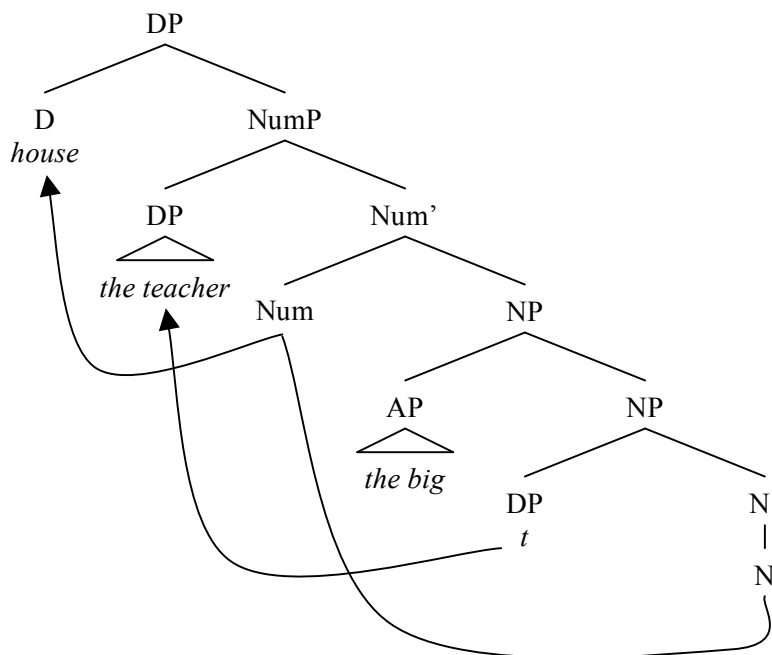 DP
D NumP
house
DP Num’
the teacher
Num NP
AP NP
the big
DP N
t
N